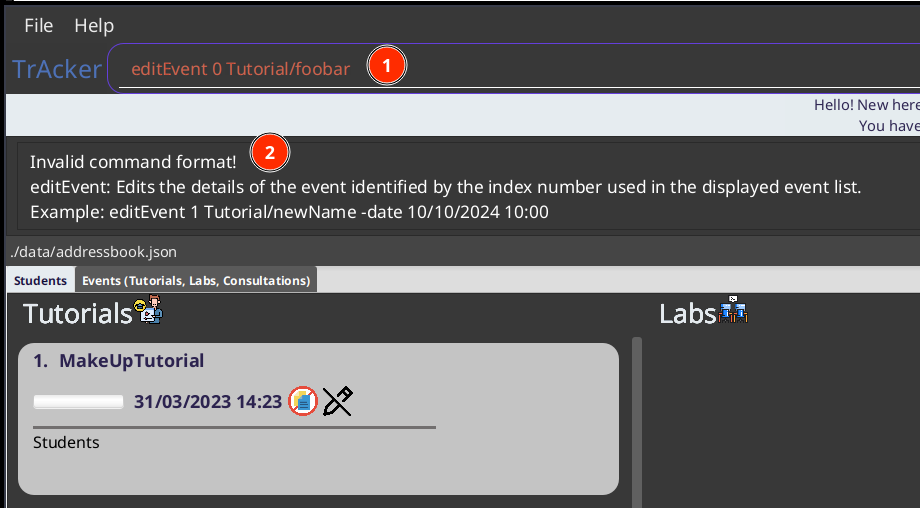 File Help
TrAcker editEvent 0 Tutorial/foobar 1
Hello! New here
You have
2
Invalid command format!
editEvent: Edits the details of the event identified by the index number used in the displayed event list.
Example: editEvent 1 Tutorial/newName -date 10/10/2024 10:00
./data/addressbook.json
Students Events (Tutorials, Labs, Consultations)
Tutorials Labs
1. MakeUpTutorial
31/03/2023 14:23
Students